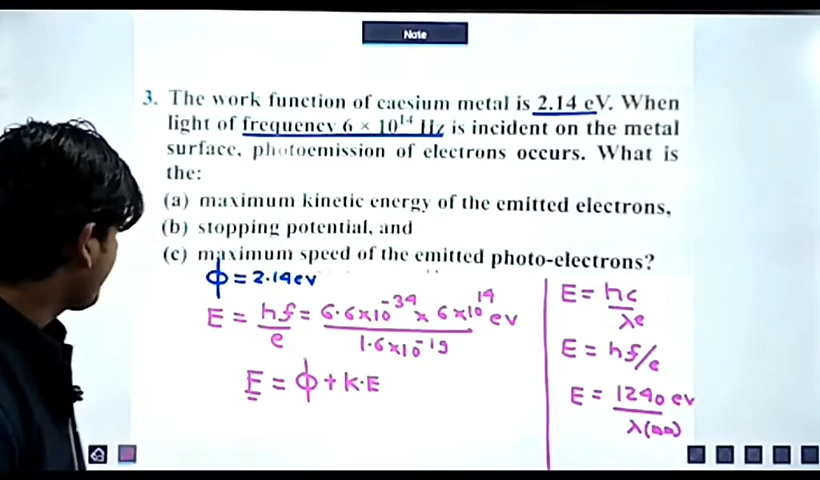 Note
3. The work function of caesium metal is 2.14 eV. When
light of frequency 6 × 10¹⁴ Hz is incident on the metal
surface, photoemission of electrons occurs. What is
the:
(a) maximum kinetic energy of the emitted electrons,
(b) stopping potential, and
(c) maximum speed of the emitted photo-electrons?
ϕ = 2.14 eV
E = hf/e = 6.6×10⁻³⁴ × 6×10¹⁴/1.6×10⁻¹⁹ eV
E = ϕ + K.E
E = hc/λe
E = hf/e
E = 1240 eV/λ(nm)